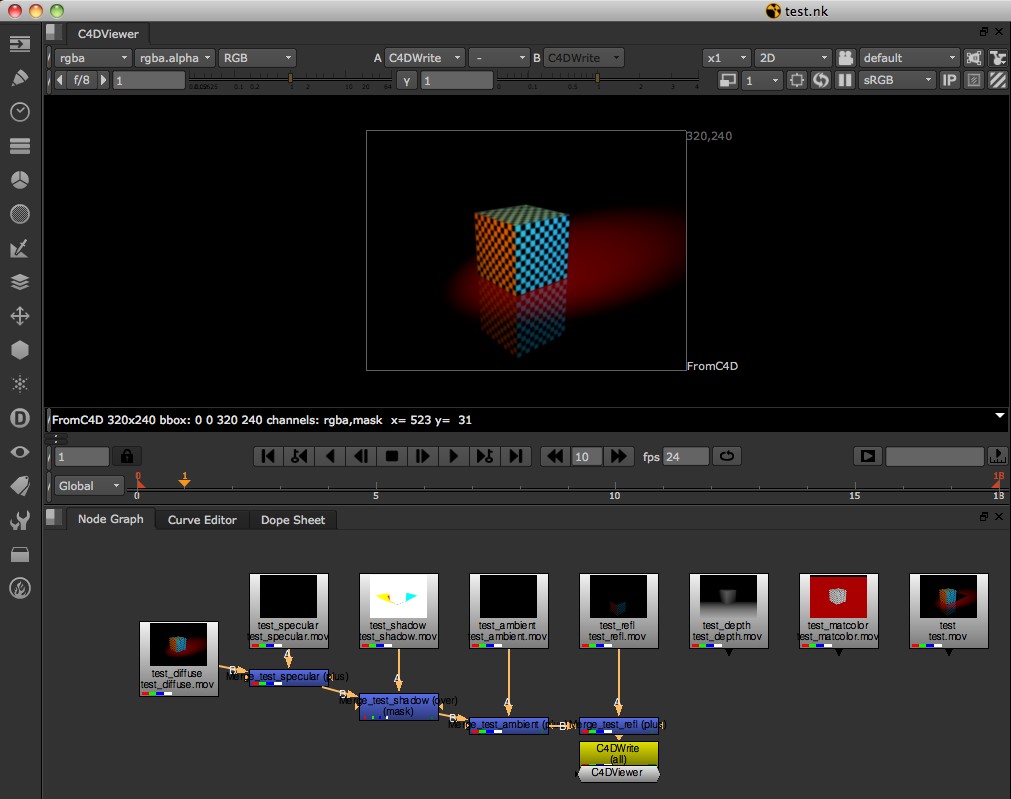 test.nk
C4DViewer
rgba rgba.alpha RGB A C4DWrite - B C4DWrite x1 2D default
f/8 1 Y 1 1 sRGB IP
320,240
FromC4D
FromC4D 320x240 bbox: 0 0 320 240 channels: rgba,mask x= 523 y= 31
1 10 fps 24
Global 0 1 18
0 5 10 15 18
Node Graph Curve Editor Dope Sheet
test_specular test_shadow test_ambient test_refl test_depth test_matcolor test
test_specular.mov test_shadow.mov test_ambient.mov test_refl.mov test_depth.mov test_matcolor.mov test.mov
test_diffuse
test_diffuse.mov
A
B Merge_test_specular (plus)
A
B Merge_test_shadow (over)
(mask)
A A
B Merge_test_ambient B Merge_test_refl (plus)
C4DWrite
(all)
C4DViewer